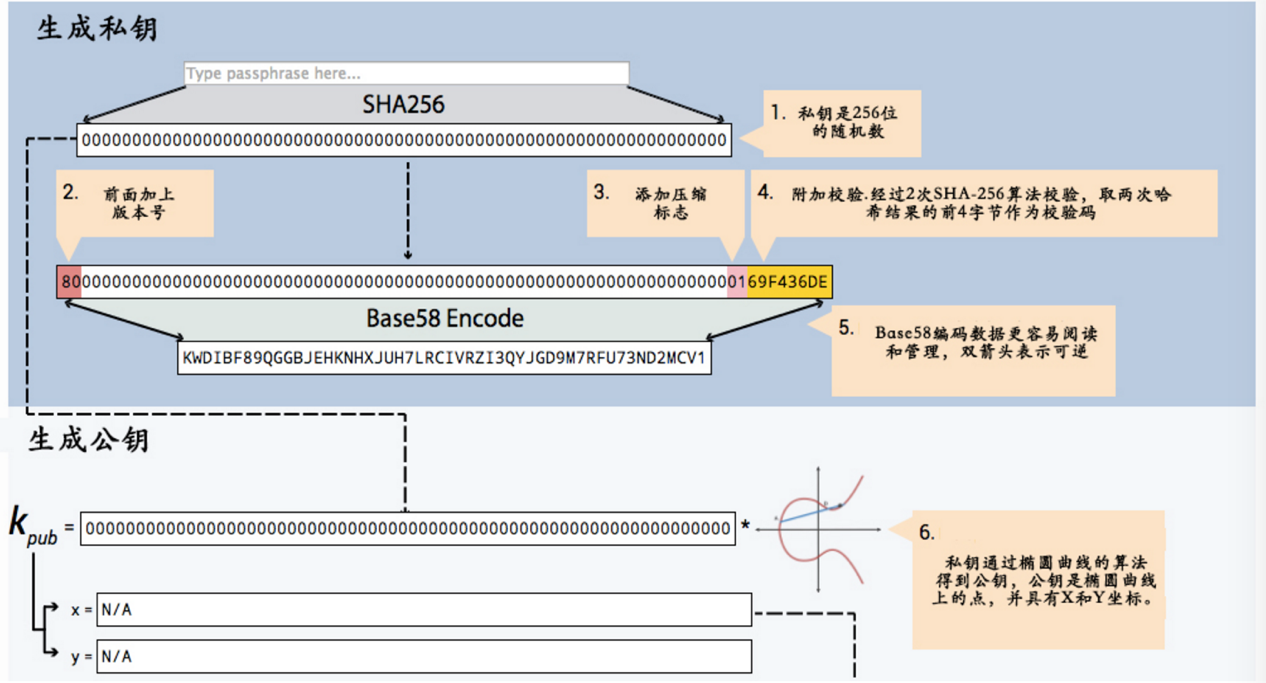 生成私钥
Type passphrase here...
SHA256
0000000000000000000000000000000000000000000000000000000000000000
1. 私钥是256位
的随机数
2. 前面加上
版本号
3. 添加压缩
标志
4. 附加校验.经过2次SHA-256算法校验，取两次哈
希结果的前4字节作为校验码
8000000000000000000000000000000000000000000000000000000000000000000169F436DE
Base58 Encode
KWDIBF89QGGBJEHKNHXJUH7LRCIVRZI3QYJGD9M7RFU73ND2MCV1
5. Base58编码数据更容易阅读
和管理，双箭头表示可逆
生成公钥
kpub = 0000000000000000000000000000000000000000000000000000000000000000 *
6.
私钥通过椭圆曲线的算法
得到公钥，公钥是椭圆曲线
上的点，并具有X和Y坐标。
x = N/A
y = N/A